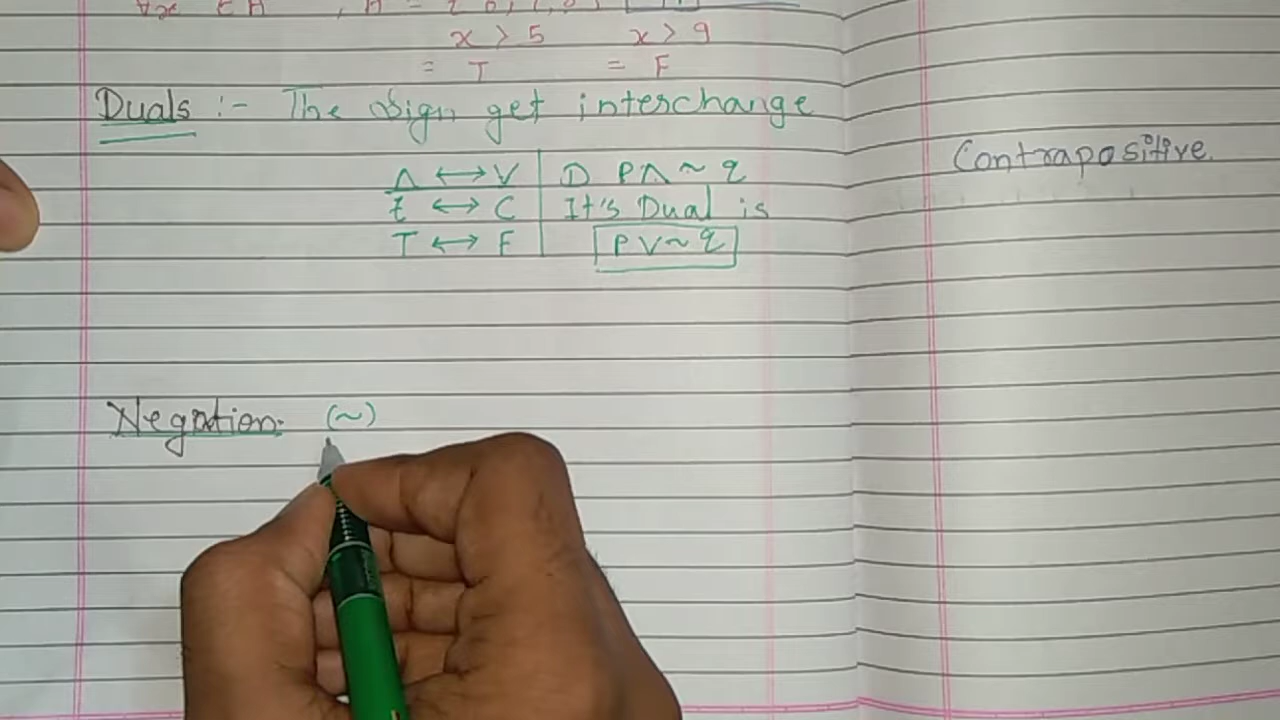 x > 5 x > 9
= T = F
Duals :- The sign get interchange
∧ ↔ V D P∧ ~ q
t ↔ C It's Dual is
T ↔ F P V ~ q
Contrapositive.
Negation:- (~)